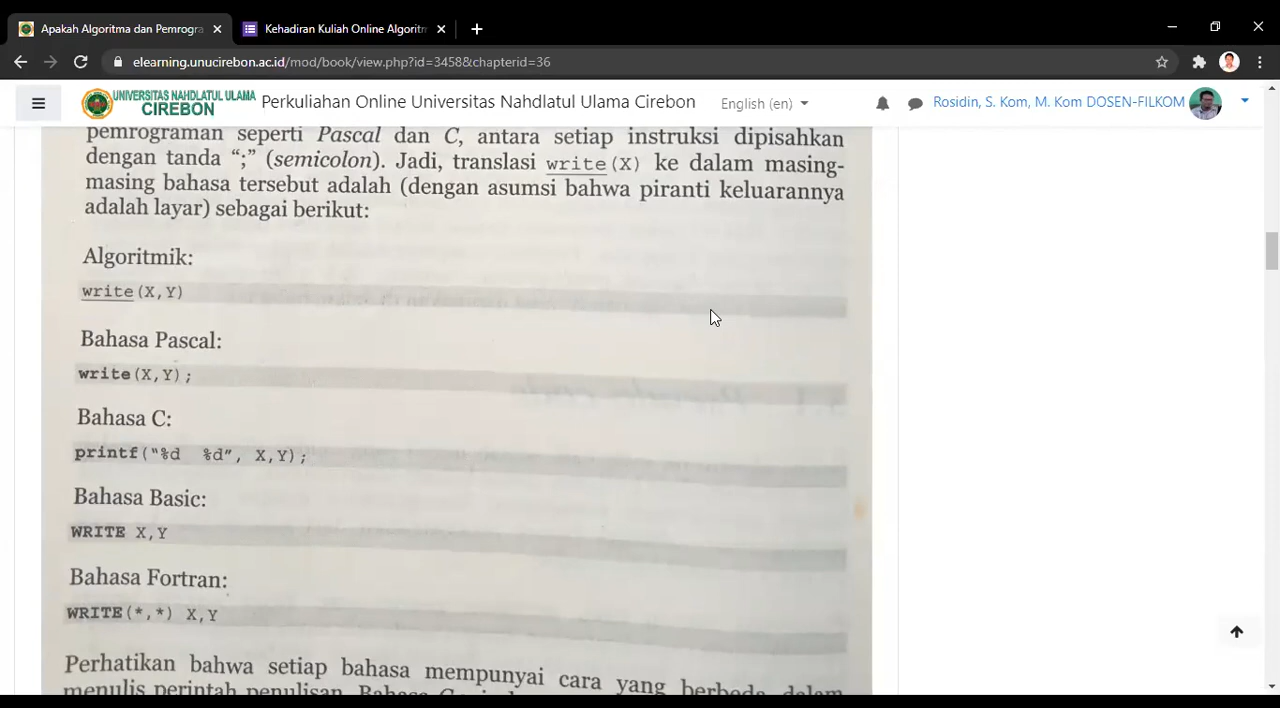 Apakah Algoritma dan Pemrogra
Kehadiran Kuliah Online Algoritm
elearning.unucirebon.ac.id/mod/book/view.php?id=3458&chapterid=36
UNIVERSITAS NAHDLATUL ULAMA
CIREBON
Perkuliahan Online Universitas Nahdlatul Ulama Cirebon
English (en)
Rosidin, S. Kom, M. Kom DOSEN-FILKOM
pemrograman seperti Pascal dan C, antara setiap instruksi dipisahkan
dengan tanda “;” (semicolon). Jadi, translasi write(X) ke dalam masing-
masing bahasa tersebut adalah (dengan asumsi bahwa piranti keluarannya
adalah layar) sebagai berikut:
Algoritmik:
write(X,Y)
Bahasa Pascal:
write(X,Y);
Bahasa C:
printf("%d  %d", X,Y);
Bahasa Basic:
WRITE X,Y
Bahasa Fortran:
WRITE(*,*) X,Y
Perhatikan bahwa setiap bahasa mempunyai cara yang berbeda dalam
menulis perintah penulisan. Bahasa C